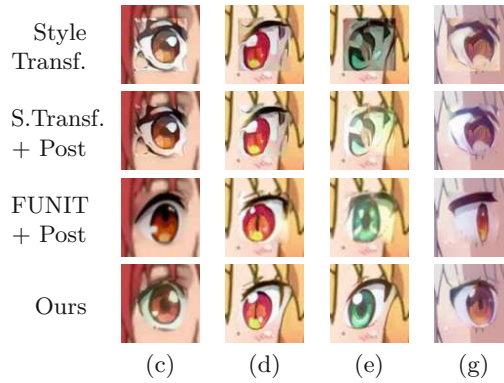 Style
Transf.
S.Transf.
+ Post
FUNIT
+ Post
Ours
(c) (d) (e) (g)